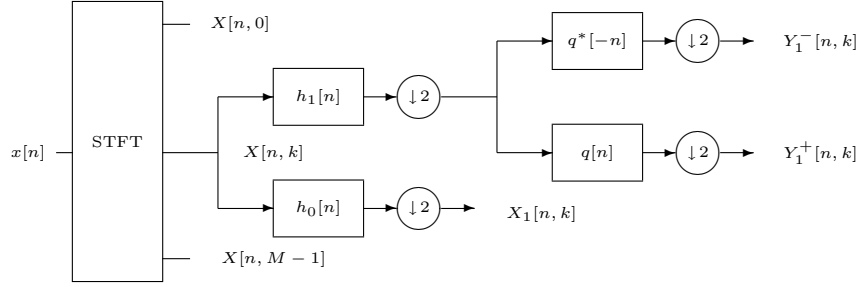 X[n, 0]
q*[−n]
↓2
Y₁⁻[n, k]
h₁[n]
↓2
STFT
x[n]
X[n, k]
q[n]
↓2
Y₁⁺[n, k]
h₀[n]
↓2
X₁[n, k]
X[n, M − 1]